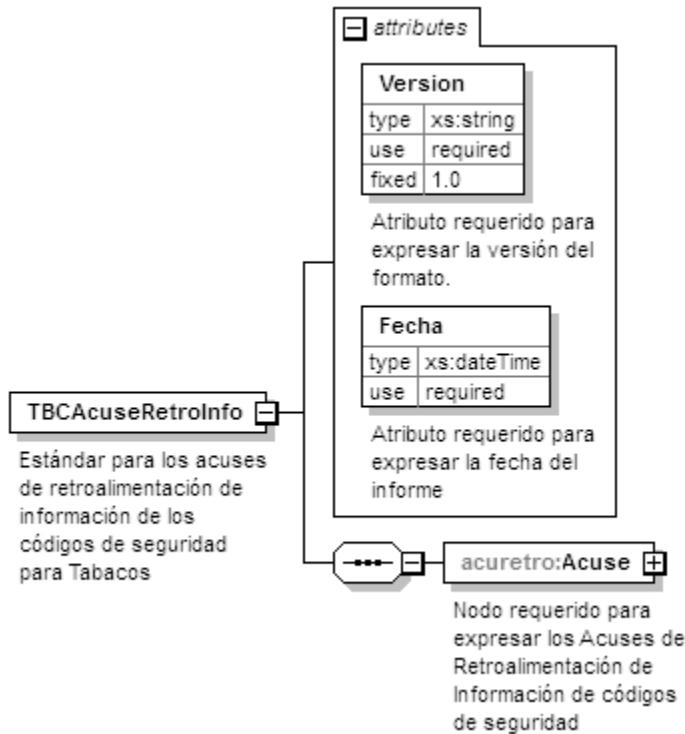 attributes
Version
type xs:string
use required
fixed 1.0
Atributo requerido para
expresar la versión del
formato.
Fecha
type xs:dateTime
use required
Atributo requerido para
expresar la fecha del
informe
TBCAcuseRetroInfo
Estándar para los acuses
de retroalimentación de
información de los
códigos de seguridad
para Tabacos
acuretro:Acuse
Nodo requerido para
expresar los Acuses de
Retroalimentación de
Información de códigos
de seguridad